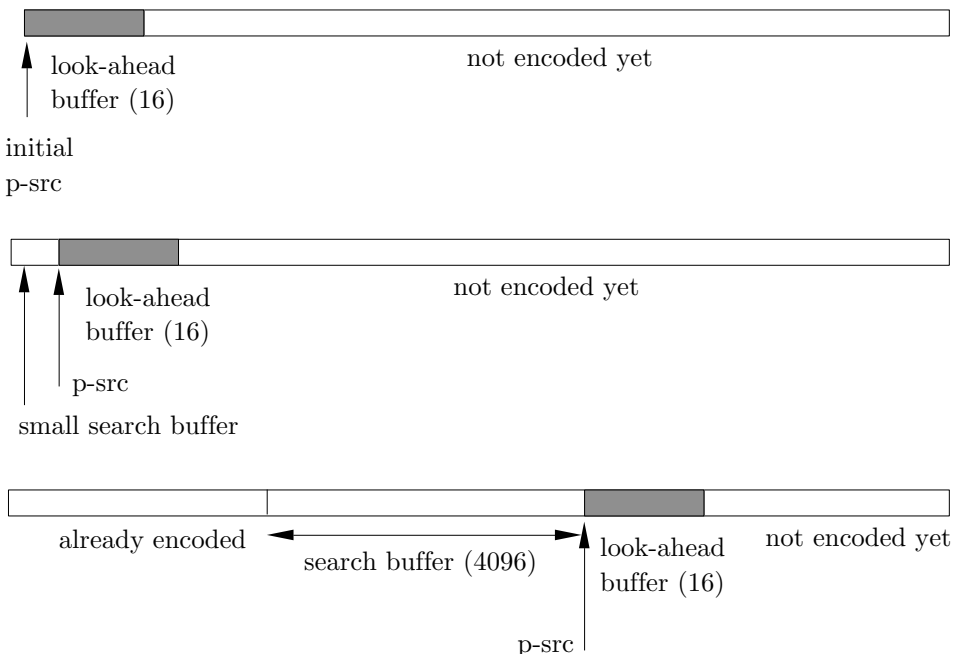 look-ahead
buffer (16)
not encoded yet
initial
p-src
look-ahead
buffer (16)
not encoded yet
p-src
small search buffer
already encoded
search buffer (4096)
look-ahead
buffer (16)
not encoded yet
p-src